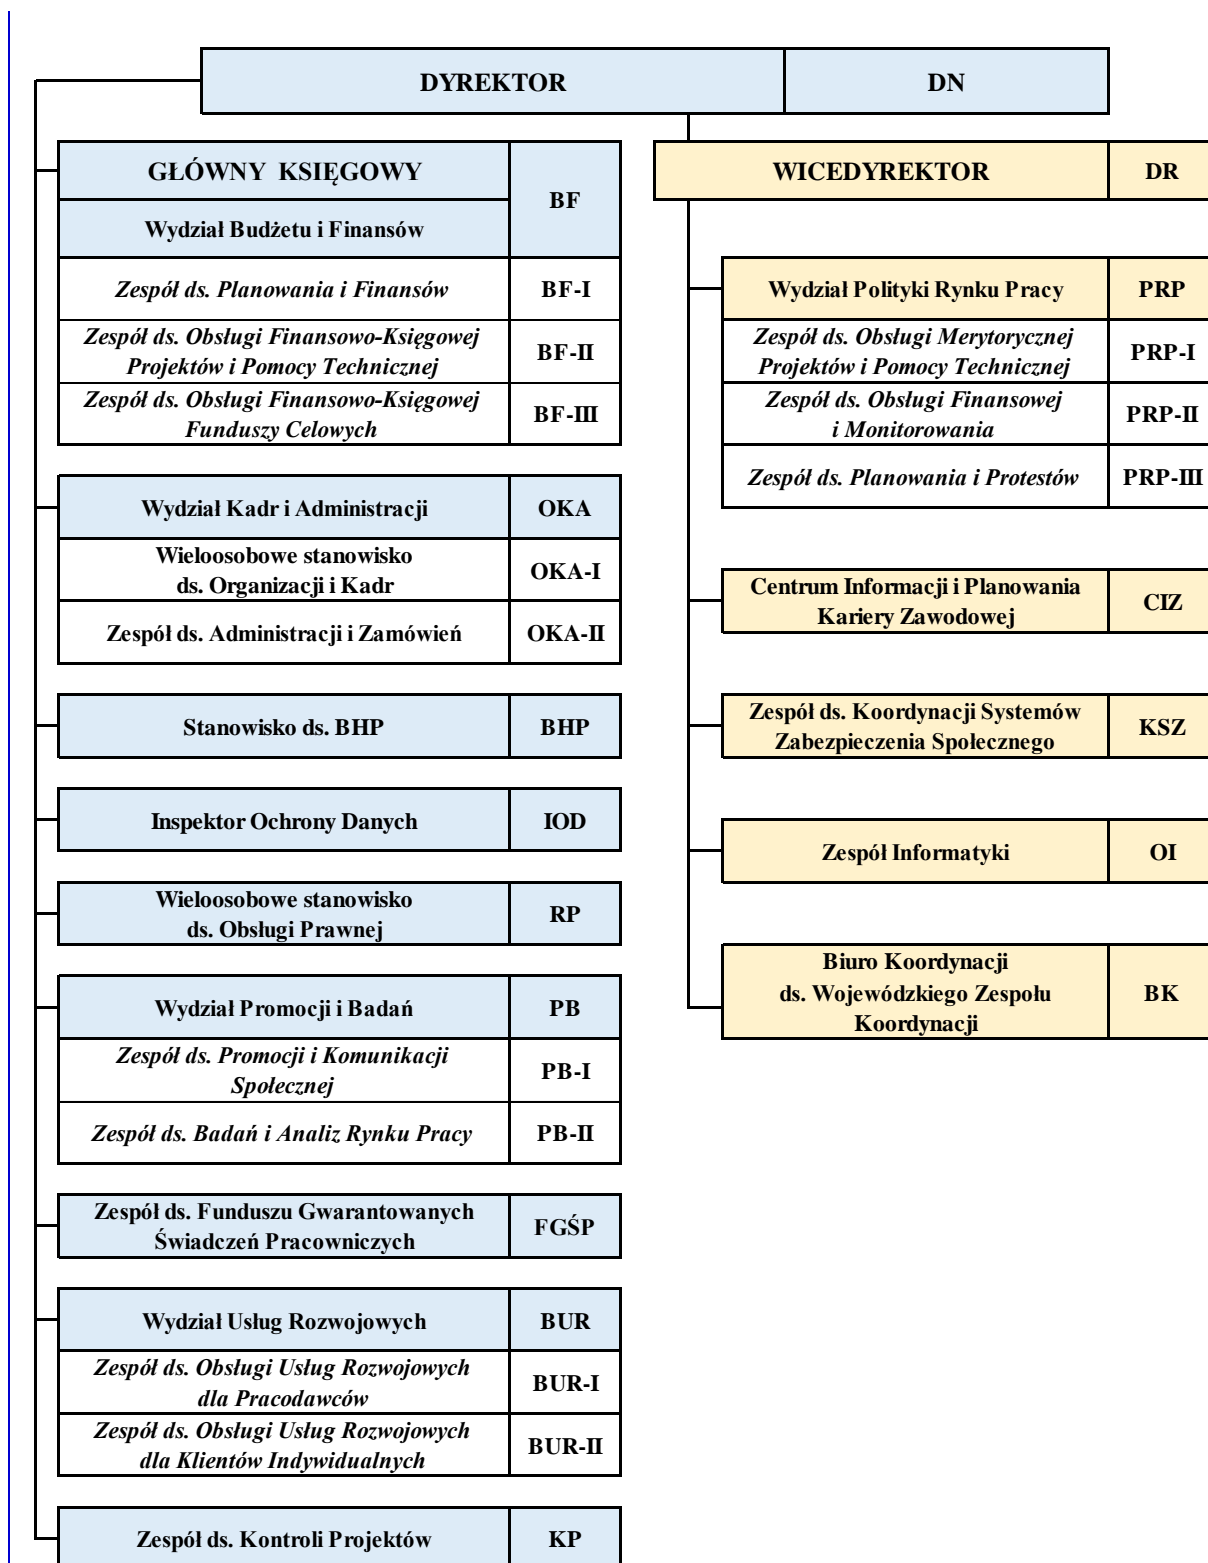 DYREKTOR
DN
GŁÓWNY KSIĘGOWY
BF
Wydział Budżetu i Finansów
Zespół ds. Planowania i Finansów
BF-I
Zespół ds. Obsługi Finansowo-Księgowej
Projektów i Pomocy Technicznej
BF-II
Zespół ds. Obsługi Finansowo-Księgowej
Funduszy Celowych
BF-III
Wydział Kadr i Administracji
OKA
Wieloosobowe stanowisko
ds. Organizacji i Kadr
OKA-I
Zespół ds. Administracji i Zamówień
OKA-II
Stanowisko ds. BHP
BHP
Inspektor Ochrony Danych
IOD
Wieloosobowe stanowisko
ds. Obsługi Prawnej
RP
Wydział Promocji i Badań
PB
Zespół ds. Promocji i Komunikacji
Społecznej
PB-I
Zespół ds. Badań i Analiz Rynku Pracy
PB-II
Zespół ds. Funduszu Gwarantowanych
Świadczeń Pracowniczych
FGŚP
Wydział Usług Rozwojowych
BUR
Zespół ds. Obsługi Usług Rozwojowych
dla Pracodawców
BUR-I
Zespół ds. Obsługi Usług Rozwojowych
dla Klientów Indywidualnych
BUR-II
Zespół ds. Kontroli Projektów
KP
WICEDYREKTOR
DR
Wydział Polityki Rynku Pracy
PRP
Zespół ds. Obsługi Merytorycznej
Projektów i Pomocy Technicznej
PRP-I
Zespół ds. Obsługi Finansowej
i Monitorowania
PRP-II
Zespół ds. Planowania i Protestów
PRP-III
Centrum Informacji i Planowania
Kariery Zawodowej
CIZ
Zespół ds. Koordynacji Systemów
Zabezpieczenia Społecznego
KSZ
Zespół Informatyki
OI
Biuro Koordynacji
ds. Wojewódzkiego Zespołu
Koordynacji
BK